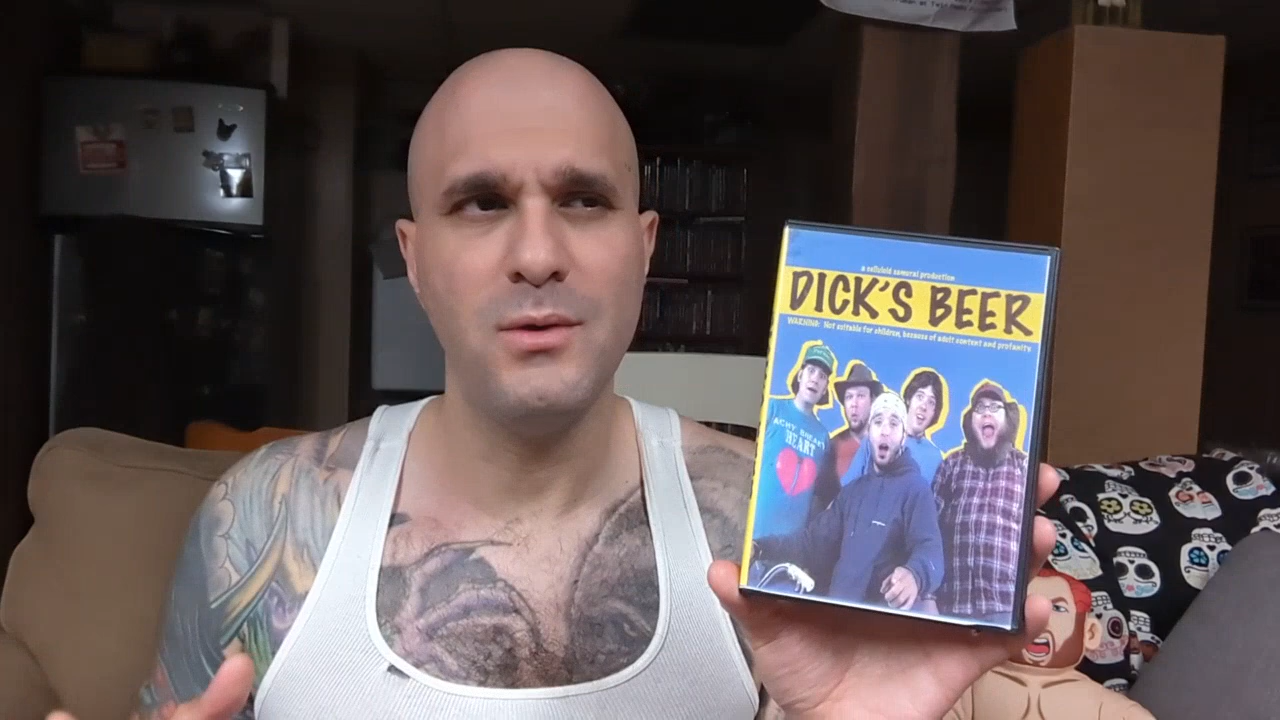 a celluloid samurai production
DICK'S BEER
WARNING: Not suitable for children, because of adult content and profanity
ACHY BREAKY
HEART